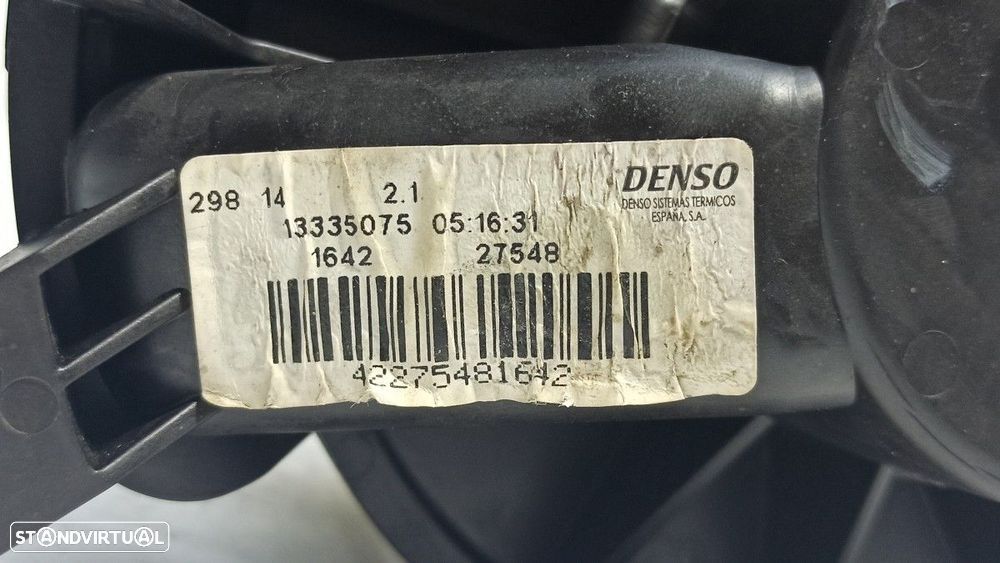 298 14 2.1
DENSO
DENSO SISTEMAS TERMICOS
ESPAÑA, S.A.
13335075 05:16:31
1642 27548
42275481642
STANDVIRTUAL